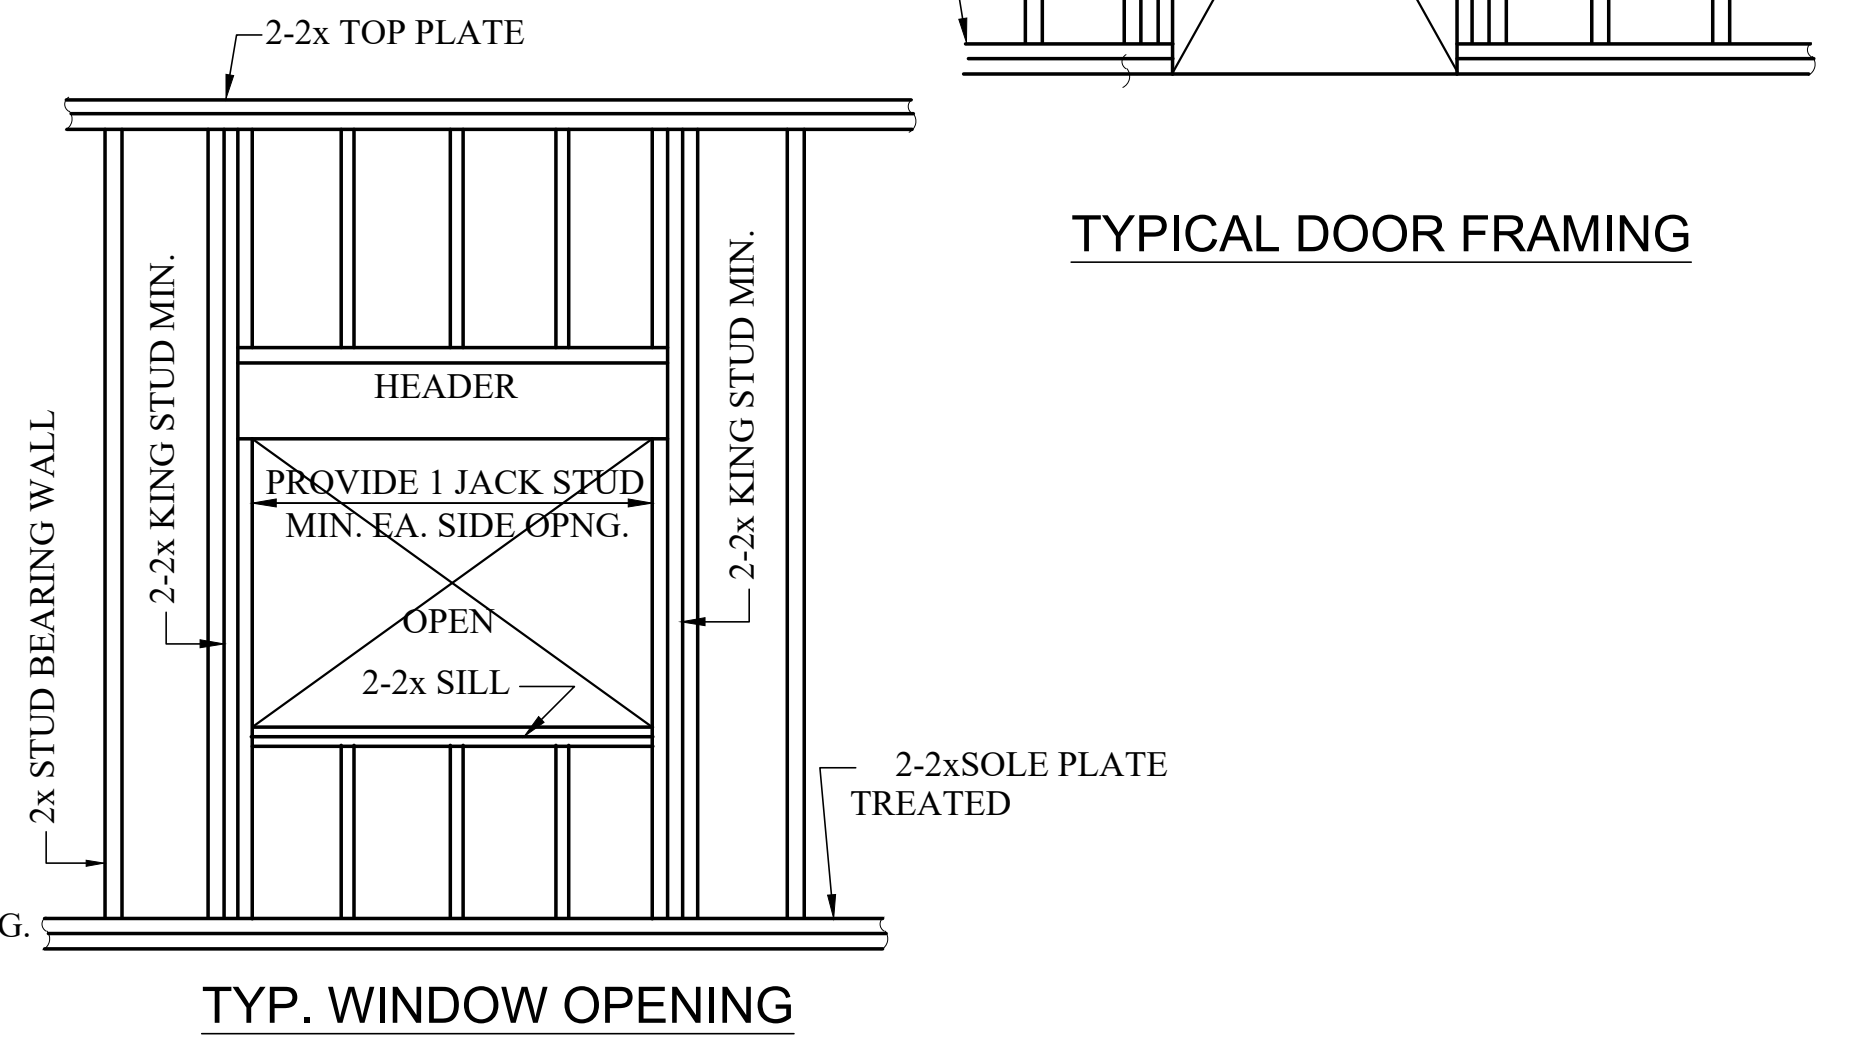 2-2x TOP PLATE
TYPICAL DOOR FRAMING
2x STUD BEARING WALL
2-2x KING STUD MIN.
2-2x KING STUD MIN.
HEADER
PROVIDE 1 JACK STUD
MIN. EA. SIDE OPNG.
OPEN
2-2x SILL
2-2xSOLE PLATE
TREATED
G.
TYP. WINDOW OPENING